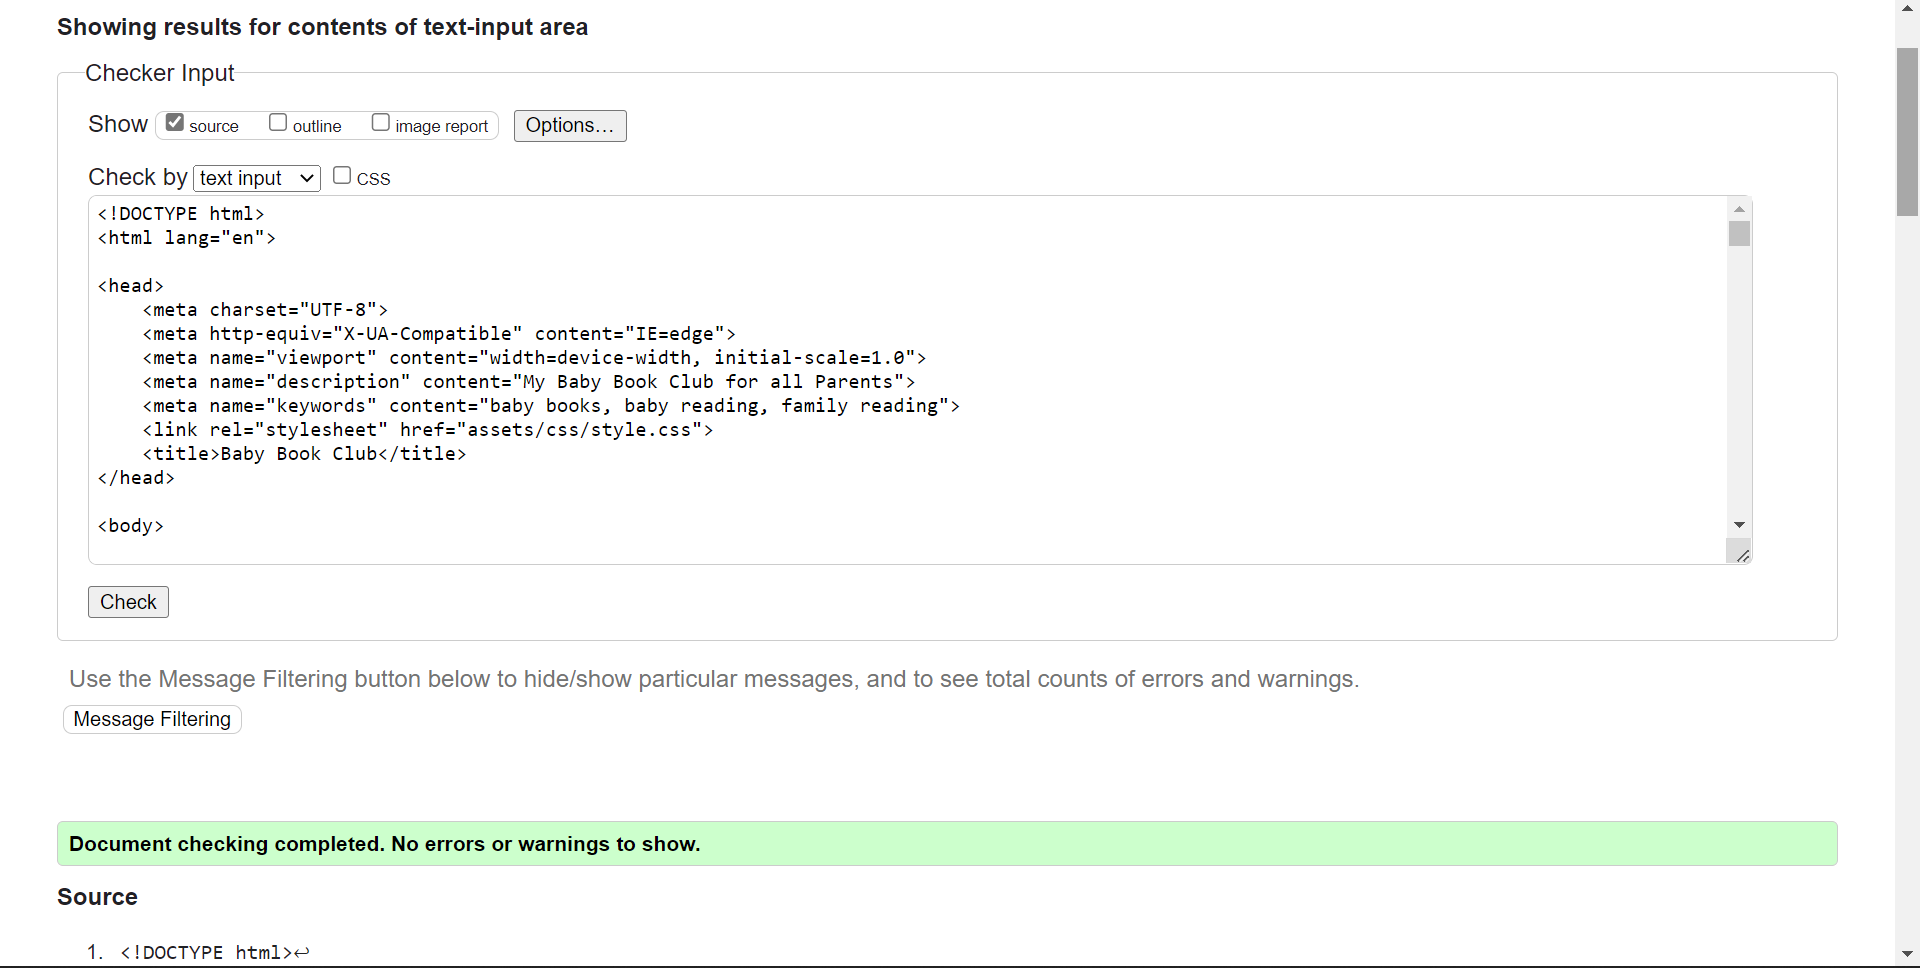 Showing results for contents of text-input area
Checker Input
Show source outline image report Options...
Check by text input CSS
<!DOCTYPE html>
<html lang="en">
<head>
    <meta charset="UTF-8">
    <meta http-equiv="X-UA-Compatible" content="IE=edge">
    <meta name="viewport" content="width=device-width, initial-scale=1.0">
    <meta name="description" content="My Baby Book Club for all Parents">
    <meta name="keywords" content="baby books, baby reading, family reading">
    <link rel="stylesheet" href="assets/css/style.css">
    <title>Baby Book Club</title>
</head>
<body>
Check
Use the Message Filtering button below to hide/show particular messages, and to see total counts of errors and warnings.
Message Filtering
Document checking completed. No errors or warnings to show.
Source
1. <!DOCTYPE html>↩